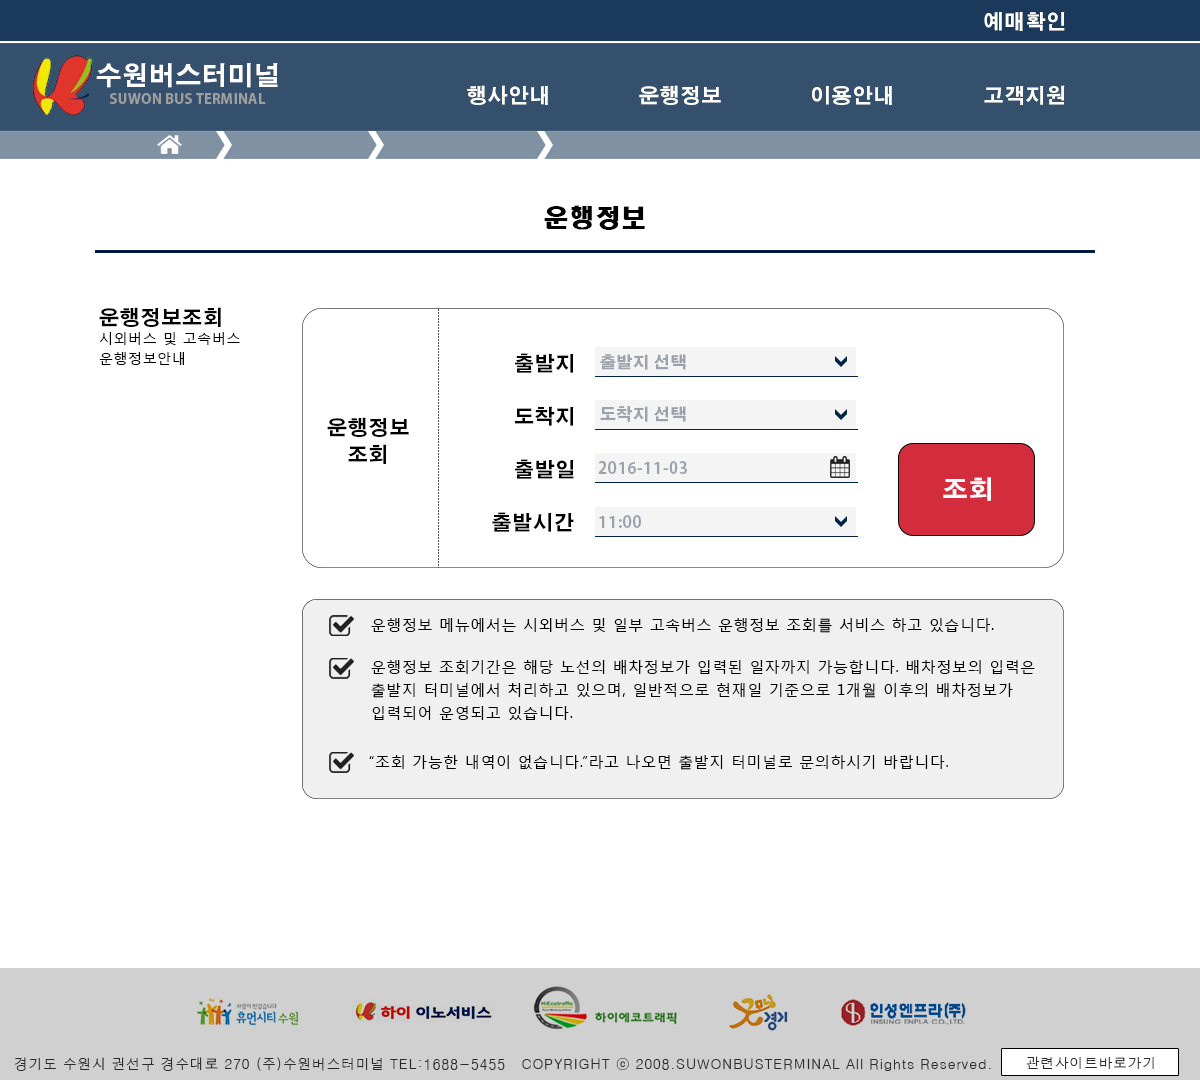 예매확인
수원버스터미널
SUWON BUS TERMINAL
행사안내
운행정보
이용안내
고객지원
운행정보
운행정보조회
시외버스 및 고속버스
운행정보안내
운행정보
조회
출발지
출발지 선택
도착지
도착지 선택
출발일
2016-11-03
출발시간
11:00
조회
운행정보 메뉴에서는 시외버스 및 일부 고속버스 운행정보 조회를 서비스 하고 있습니다.
운행정보 조회기간은 해당 노선의 배차정보가 입력된 일자까지 가능합니다. 배차정보의 입력은
출발지 터미널에서 처리하고 있으며, 일반적으로 현재일 기준으로 1개월 이후의 배차정보가
입력되어 운영되고 있습니다.
“조회 가능한 내역이 없습니다.”라고 나오면 출발지 터미널로 문의하시기 바랍니다.
사람이 반갑습니다
휴먼시티 수원
하이 이노서비스
HiEcotraffic
하이에코트래픽
경기
인성엔프라(주)
INSUNG ENPLA CO.,LTD.
경기도 수원시 권선구 경수대로 270 (주)수원버스터미널 TEL:1688-5455 COPYRIGHT ⓒ 2008.SUWONBUSTERMINAL All Rights Reserved.
관련사이트바로가기